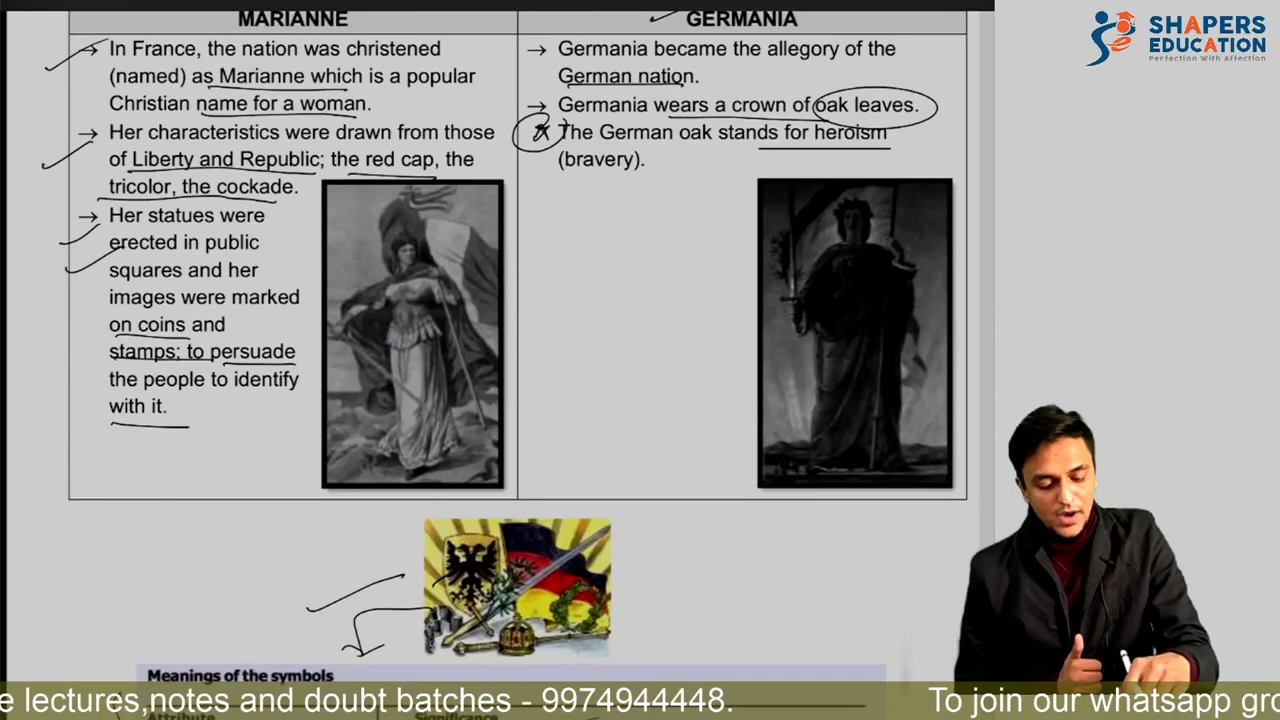 MARIANNE
→ In France, the nation was christened
(named) as Marianne which is a popular
Christian name for a woman.
→ Her characteristics were drawn from those
of Liberty and Republic; the red cap, the
tricolor, the cockade.
→ Her statues were
erected in public
squares and her
images were marked
on coins and
stamps; to persuade
the people to identify
with it.
GERMANIA
→ Germania became the allegory of the
German nation.
→ Germania wears a crown of oak leaves.
The German oak stands for heroism
(bravery).
SHAPERS
EDUCATION
Perfection With Affection
Meanings of the symbols
Attribute
Significance
e lectures,notes and doubt batches - 9974944448.
To join our whatsapp gro